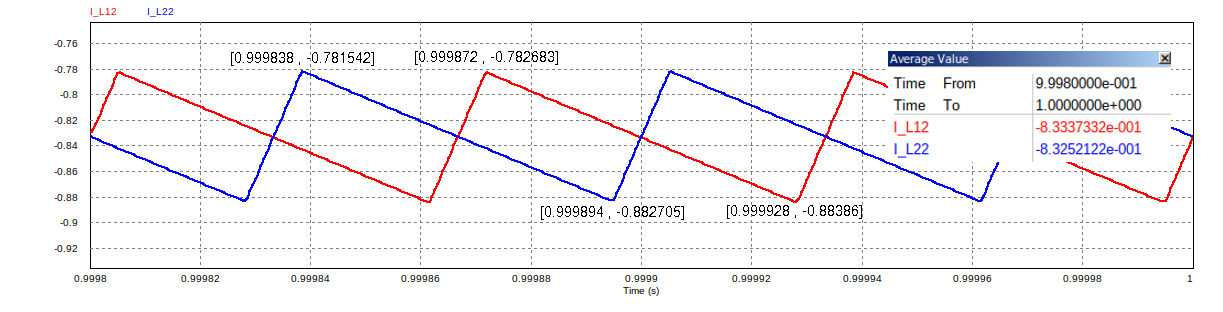 I_L12 I_L22
-0.76
-0.78
-0.8
-0.82
-0.84
-0.86
-0.88
-0.9
-0.92
[0.999838 , -0.781542]
[0.999872 , -0.782683]
[0.999894 , -0.882705]
[0.999928 , -0.88386]
Average Value
Time From 9.9980000e-001
Time To 1.0000000e+000
I_L12 -8.3337332e-001
I_L22 -8.3252122e-001
0.9998 0.99982 0.99984 0.99986 0.99988 0.9999 0.99992 0.99994 0.99996 0.99998 1
Time (s)